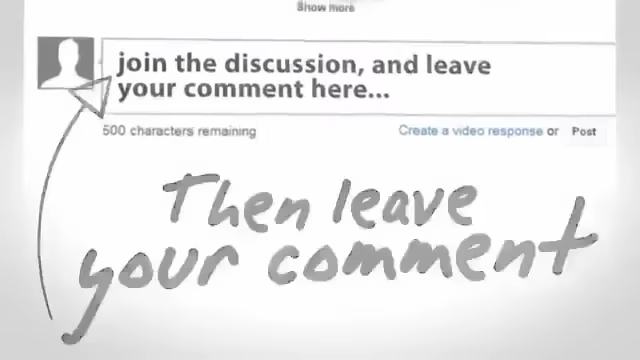 Show more
join the discussion, and leave
your comment here...
500 characters remaining
Create a video response or Post
Then leave
your comment